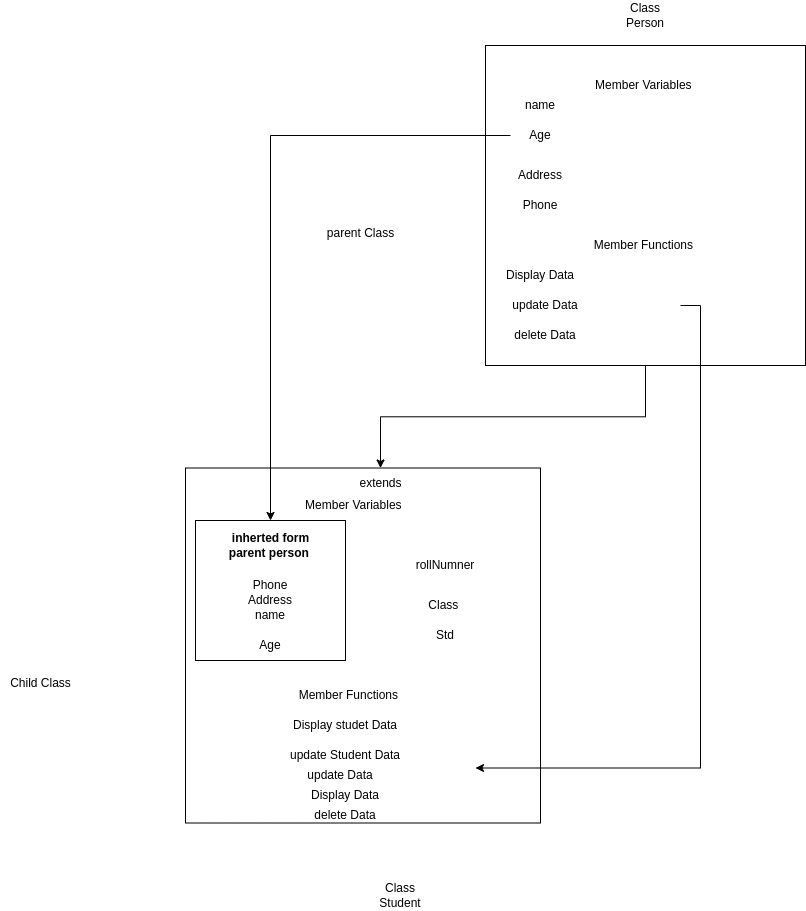 Class
Person
Member Variables
name
Age
Address
Phone
parent Class
Member Functions
Display Data
update Data
delete Data
extends
Member Variables
inherted form
parent person
Phone
Address
name
Age
rollNumner
Class
Std
Child Class
Member Functions
Display studet Data
update Student Data
update Data
Display Data
delete Data
Class
Student